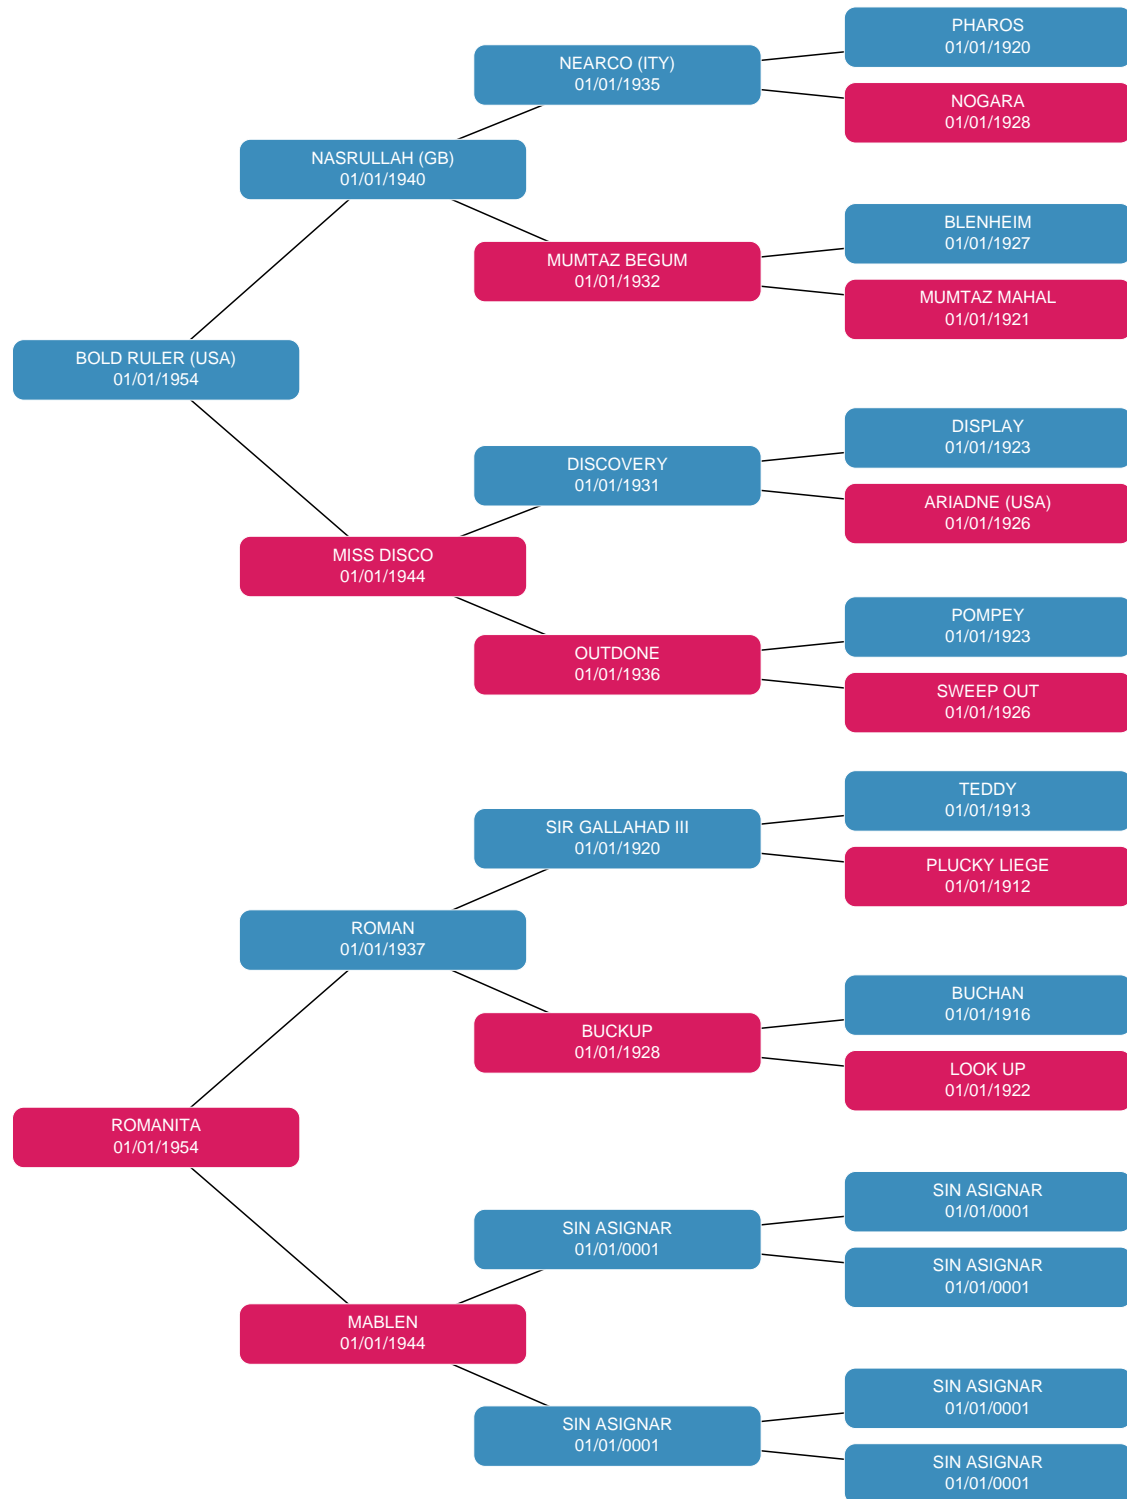 PHAROS
01/01/1920
NEARCO (ITY)
01/01/1935
NOGARA
01/01/1928
NASRULLAH (GB)
01/01/1940
BLENHEIM
01/01/1927
MUMTAZ BEGUM
01/01/1932
MUMTAZ MAHAL
01/01/1921
BOLD RULER (USA)
01/01/1954
DISPLAY
01/01/1923
DISCOVERY
01/01/1931
ARIADNE (USA)
01/01/1926
MISS DISCO
01/01/1944
POMPEY
01/01/1923
OUTDONE
01/01/1936
SWEEP OUT
01/01/1926
TEDDY
01/01/1913
SIR GALLAHAD III
01/01/1920
PLUCKY LIEGE
01/01/1912
ROMAN
01/01/1937
BUCHAN
01/01/1916
BUCKUP
01/01/1928
LOOK UP
01/01/1922
ROMANITA
01/01/1954
SIN ASIGNAR
01/01/0001
SIN ASIGNAR
01/01/0001
SIN ASIGNAR
01/01/0001
MABLEN
01/01/1944
SIN ASIGNAR
01/01/0001
SIN ASIGNAR
01/01/0001
SIN ASIGNAR
01/01/0001